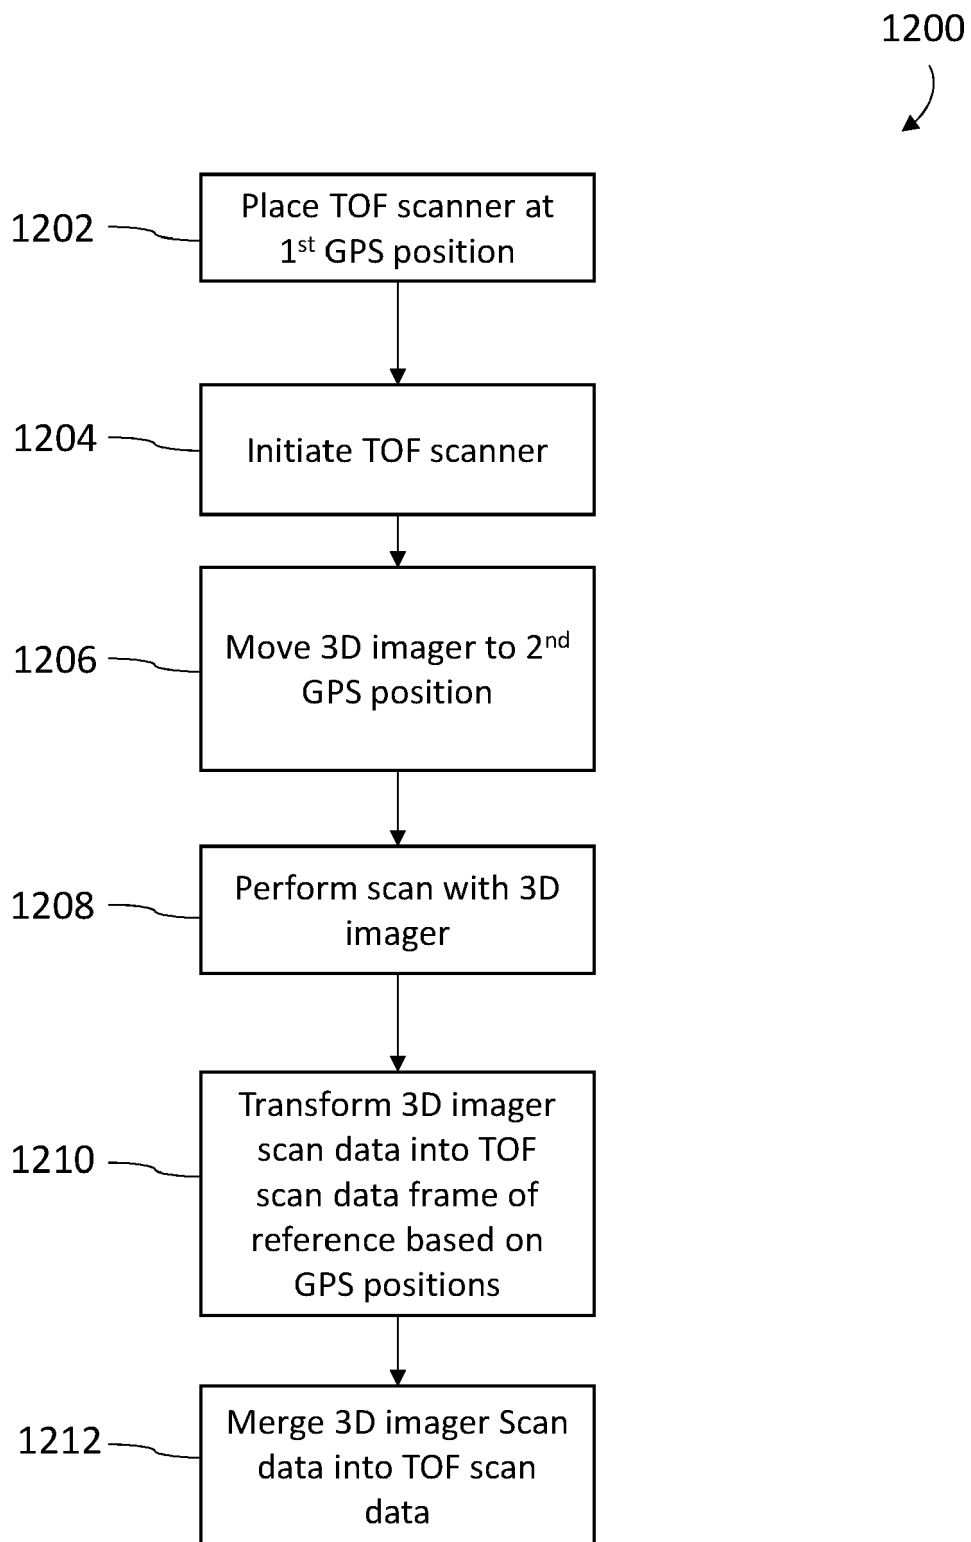 1200
1202
Place TOF scanner at
1st GPS position
1204
Initiate TOF scanner
1206
Move 3D imager to 2nd
GPS position
1208
Perform scan with 3D
imager
1210
Transform 3D imager
scan data into TOF
scan data frame of
reference based on
GPS positions
1212
Merge 3D imager Scan
data into TOF scan
data